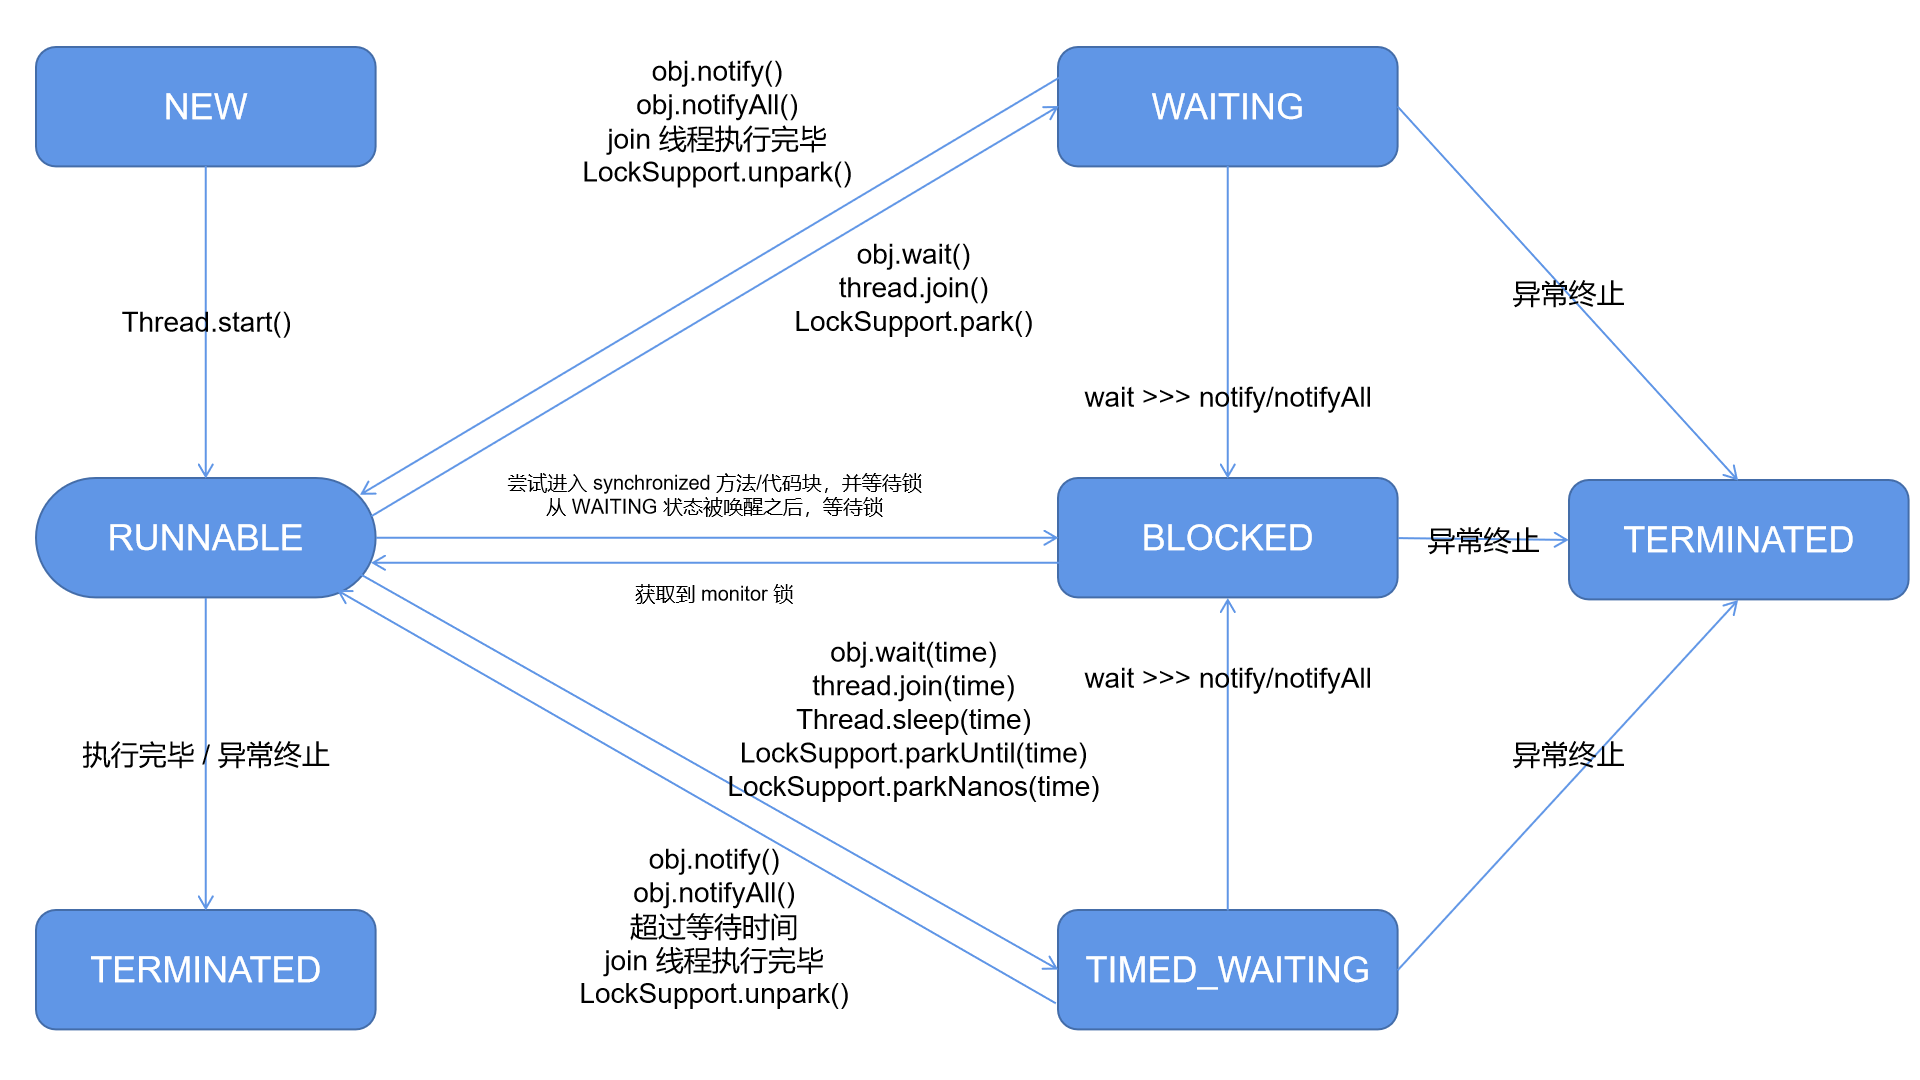 NEW
obj.notify()
obj.notifyAll()
join 线程执行完毕
LockSupport.unpark()
WAITING
obj.wait()
thread.join()
LockSupport.park()
Thread.start()
异常终止
wait >>> notify/notifyAll
尝试进入 synchronized 方法/代码块，并等待锁
从 WAITING 状态被唤醒之后，等待锁
RUNNABLE
BLOCKED
异常终止
TERMINATED
获取到 monitor 锁
obj.wait(time)
thread.join(time)
Thread.sleep(time)
LockSupport.parkUntil(time)
LockSupport.parkNanos(time)
wait >>> notify/notifyAll
执行完毕 / 异常终止
异常终止
obj.notify()
obj.notifyAll()
超过等待时间
join 线程执行完毕
LockSupport.unpark()
TERMINATED
TIMED_WAITING